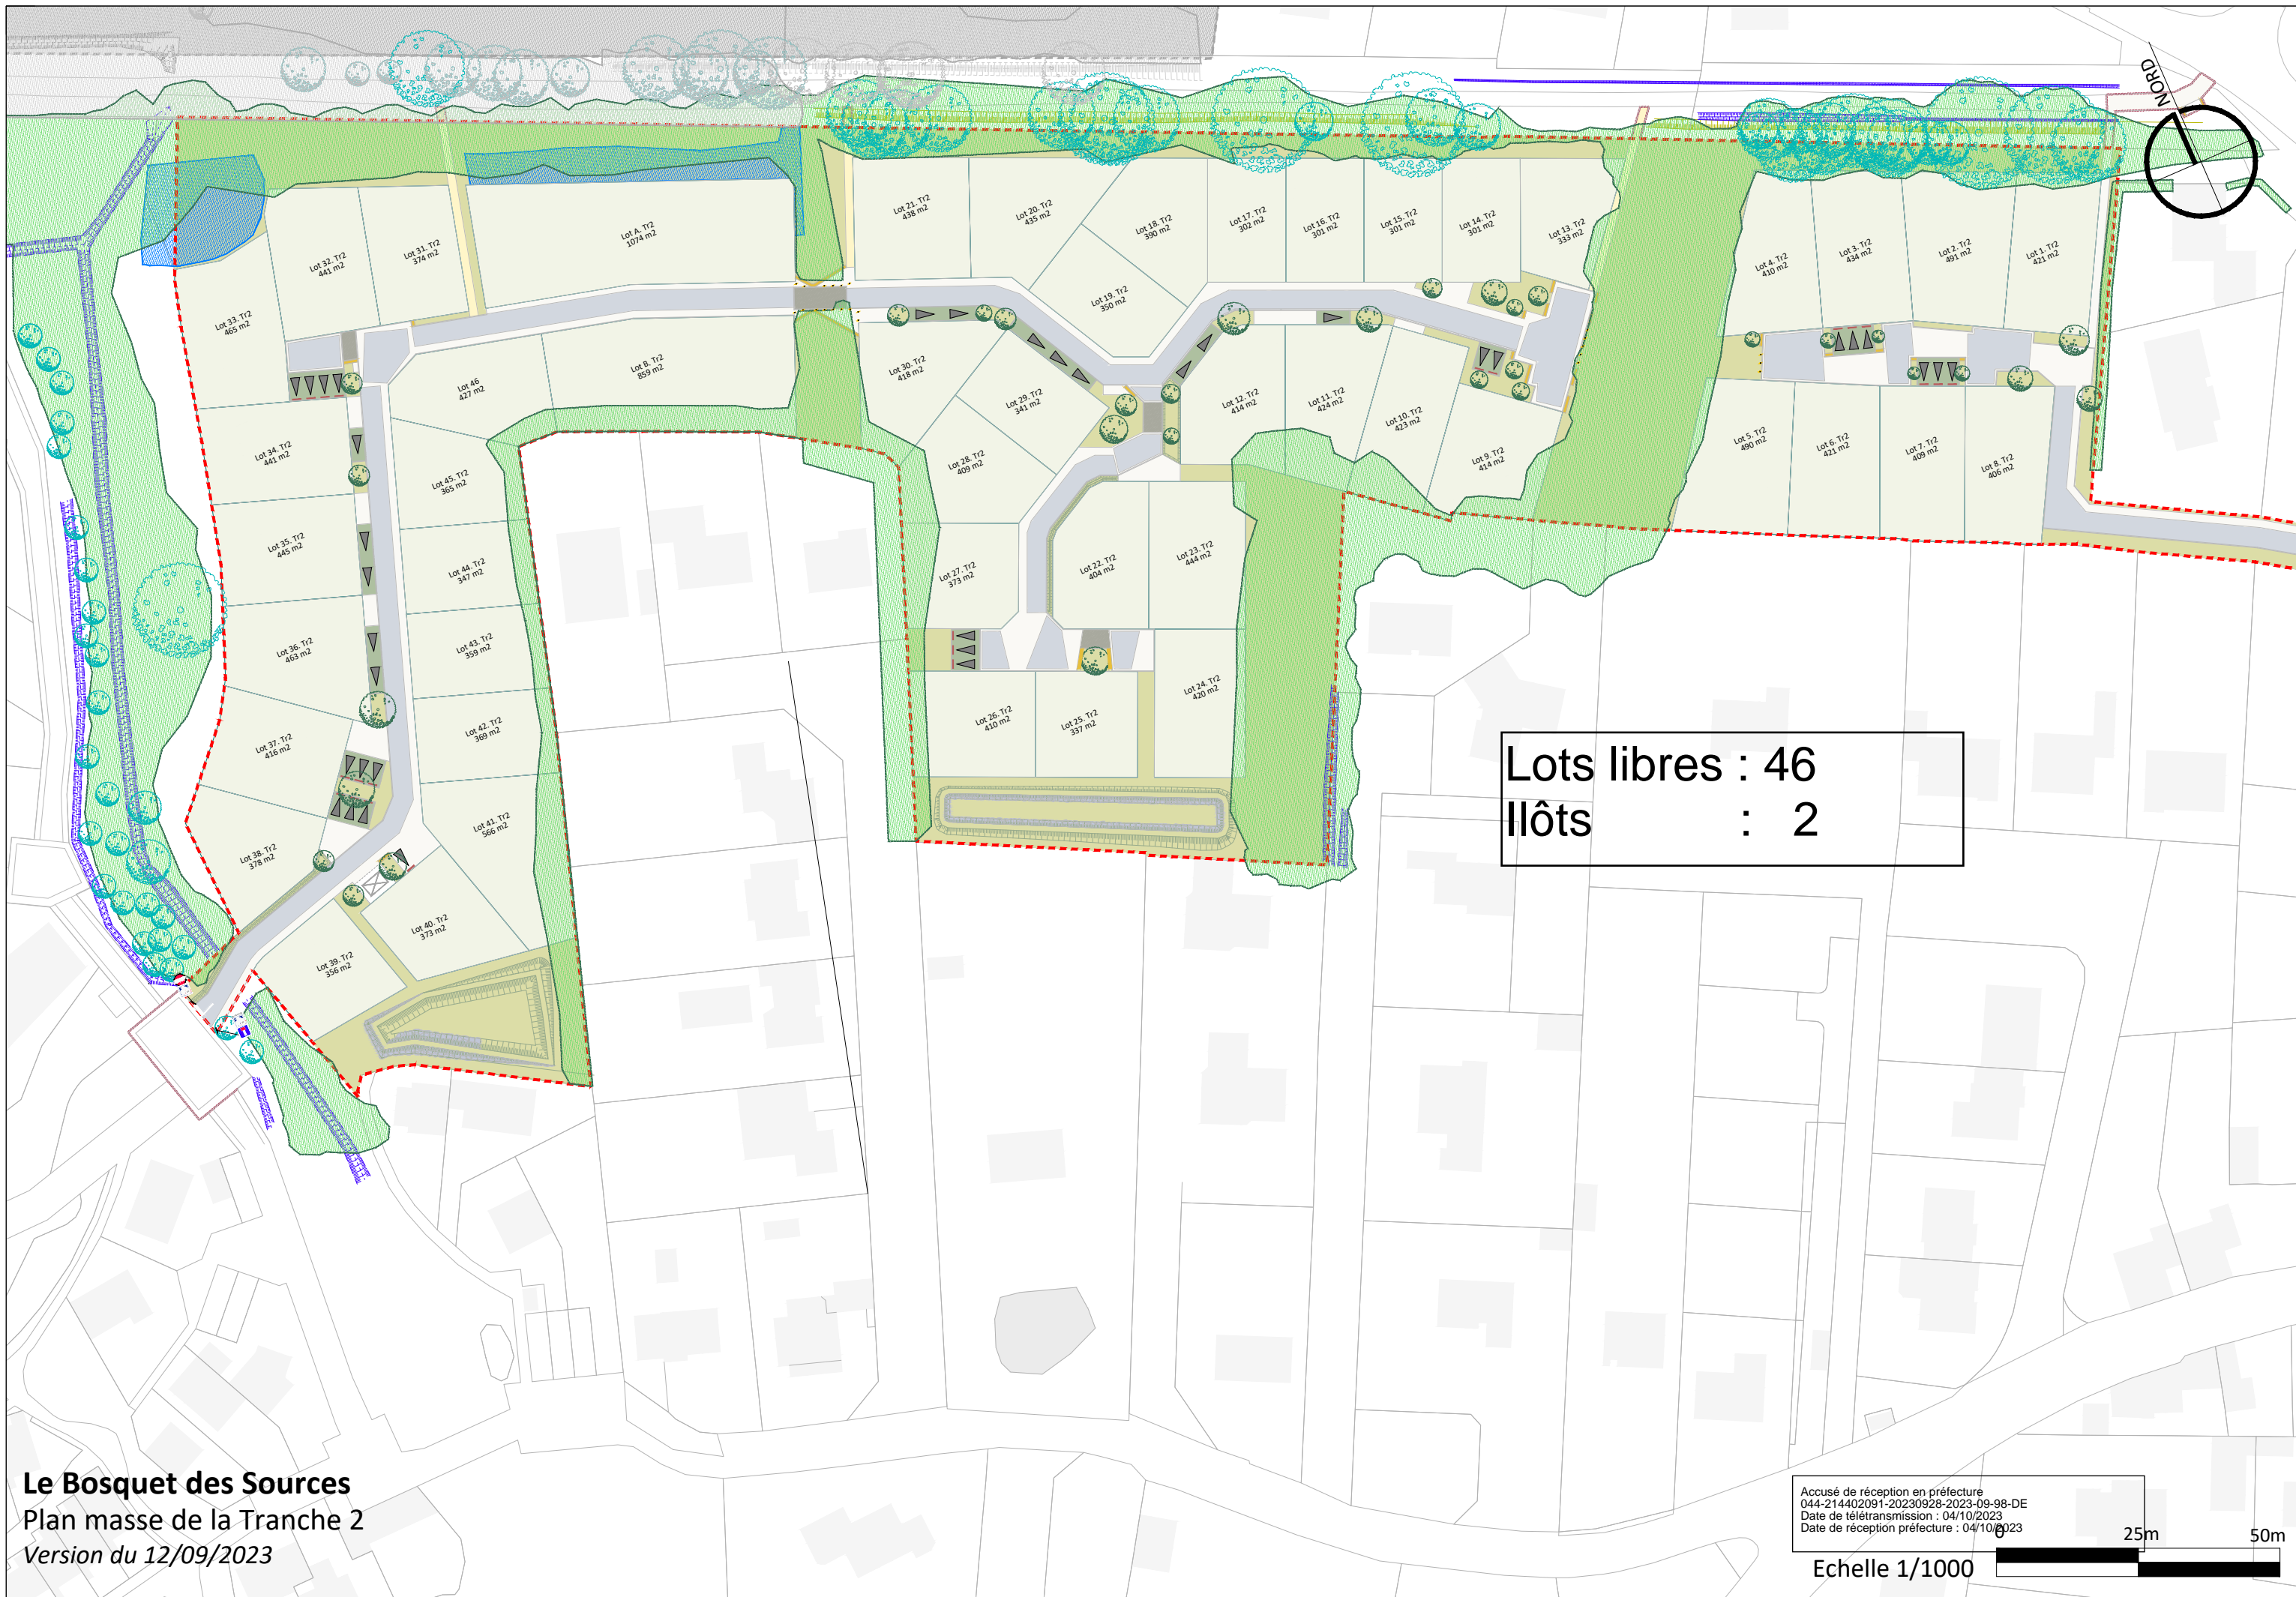 NORD
Lot 21. Tr2
438 m2
Lot 20. Tr2
435 m2
Lot 18. Tr2
390 m2
Lot 17. Tr2
302 m2
Lot 16. Tr2
301 m2
Lot 15. Tr2
301 m2
Lot 14. Tr2
301 m2
Lot 13. Tr2
333 m2
Lot 4. Tr2
410 m2
Lot 3. Tr2
434 m2
Lot 2. Tr2
491 m2
Lot 1. Tr2
421 m2
Lot A. Tr2
1074 m2
Lot 32. Tr2
441 m2
Lot 31. Tr2
374 m2
Lot 33. Tr2
465 m2
Lot 19. Tr2
350 m2
Lot 46
427 m2
Lot B. Tr2
859 m2
Lot 30. Tr2
418 m2
Lot 29. Tr2
341 m2
Lot 12. Tr2
414 m2
Lot 11. Tr2
424 m2
Lot 10. Tr2
423 m2
Lot 9. Tr2
414 m2
Lot 5. Tr2
490 m2
Lot 6. Tr2
421 m2
Lot 7. Tr2
409 m2
Lot 8. Tr2
406 m2
Lot 34. Tr2
441 m2
Lot 45. Tr2
365 m2
Lot 28. Tr2
409 m2
Lot 35. Tr2
445 m2
Lot 44. Tr2
347 m2
Lot 27. Tr2
373 m2
Lot 22. Tr2
404 m2
Lot 23. Tr2
444 m2
Lot 36. Tr2
463 m2
Lot 43. Tr2
359 m2
Lot 37. Tr2
416 m2
Lot 42. Tr2
369 m2
Lot 26. Tr2
410 m2
Lot 25. Tr2
337 m2
Lot 24. Tr2
420 m2
Lot 38. Tr2
378 m2
Lot 41. Tr2
566 m2
Lot 40. Tr2
373 m2
Lot 39. Tr2
356 m2
Lots libres : 46
Ilôts : 2
Le Bosquet des Sources
Plan masse de la Tranche 2
Version du 12/09/2023
Accusé de réception en préfecture
044-214402091-20230928-2023-09-98-DE
Date de télétransmission : 04/10/2023
Date de réception préfecture : 04/10/2023
0 25m 50m
Echelle 1/1000